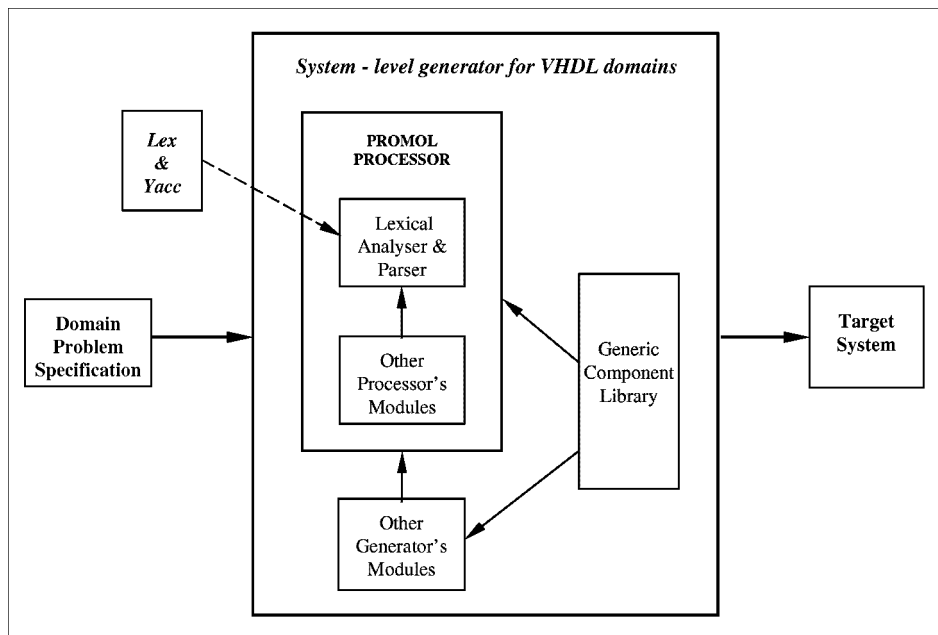 System - level generator for VHDL domains
Lex
&
Yacc
PROMOL
PROCESSOR
Lexical
Analyser &
Parser
Domain
Problem
Specification
Other
Processor's
Modules
Generic
Component
Library
Target
System
Other
Generator's
Modules